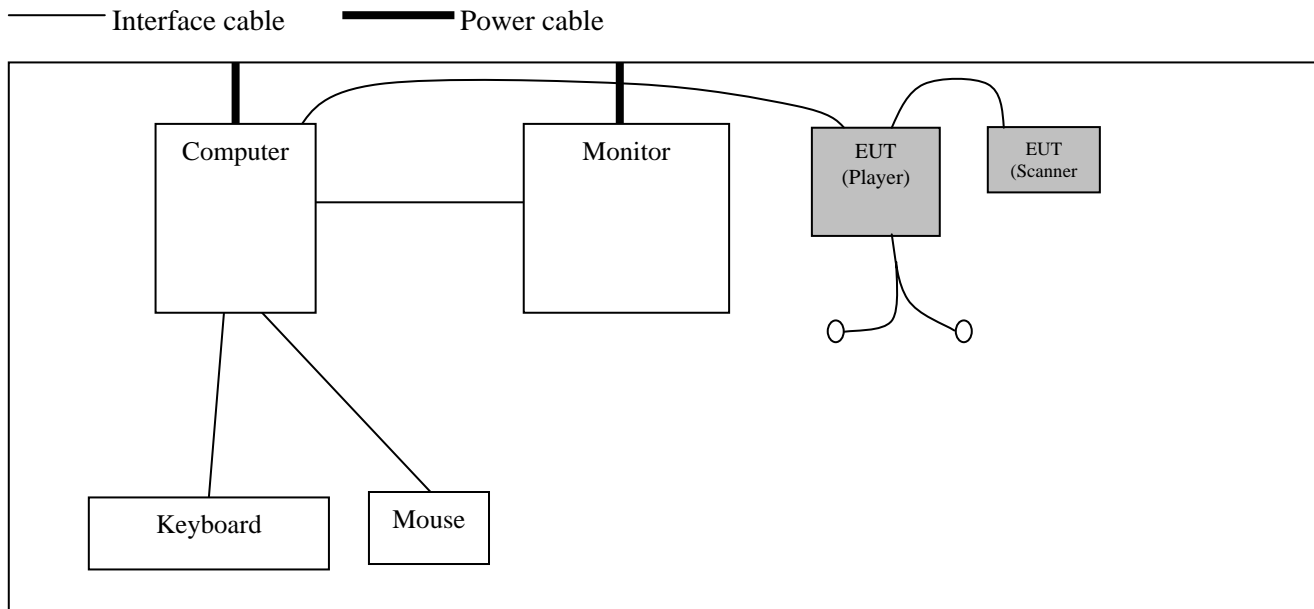 Interface cable Power cable
Computer
Monitor
EUT
(Player)
EUT
(Scanner
Keyboard
Mouse